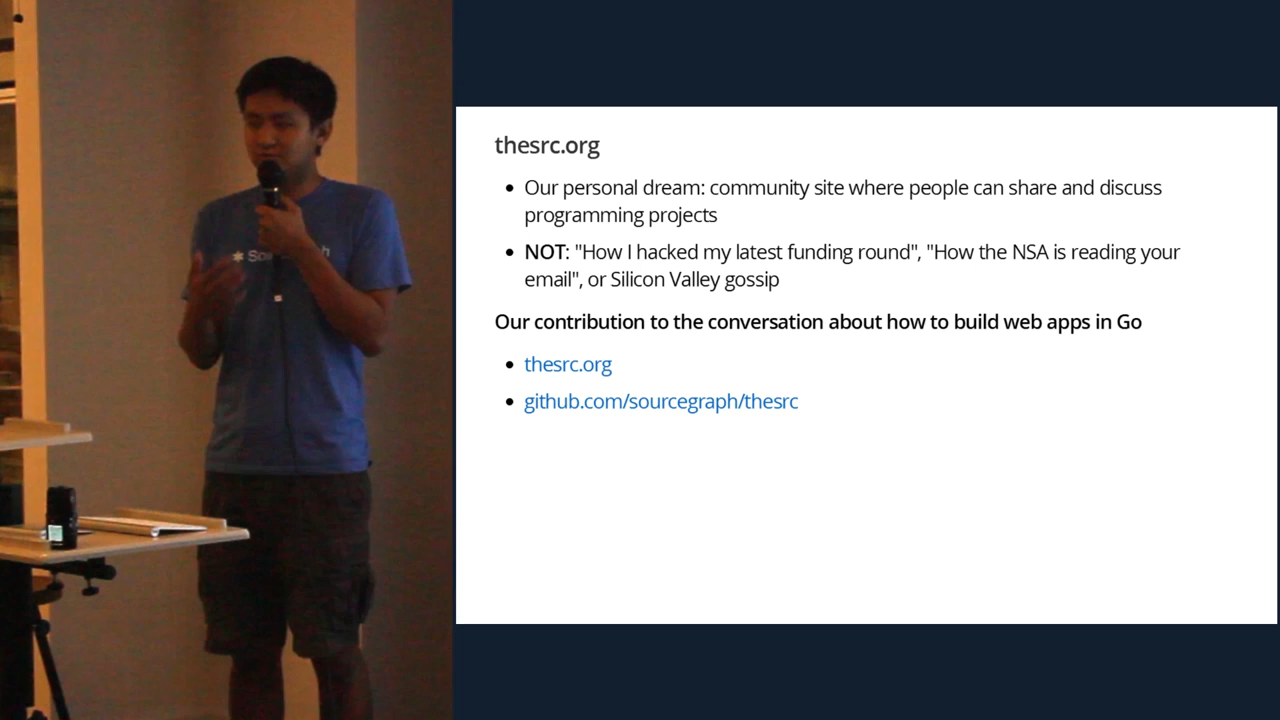 thesrc.org
Our personal dream: community site where people can share and discuss
programming projects
NOT: "How I hacked my latest funding round", "How the NSA is reading your
email", or Silicon Valley gossip
Our contribution to the conversation about how to build web apps in Go
thesrc.org
github.com/sourcegraph/thesrc